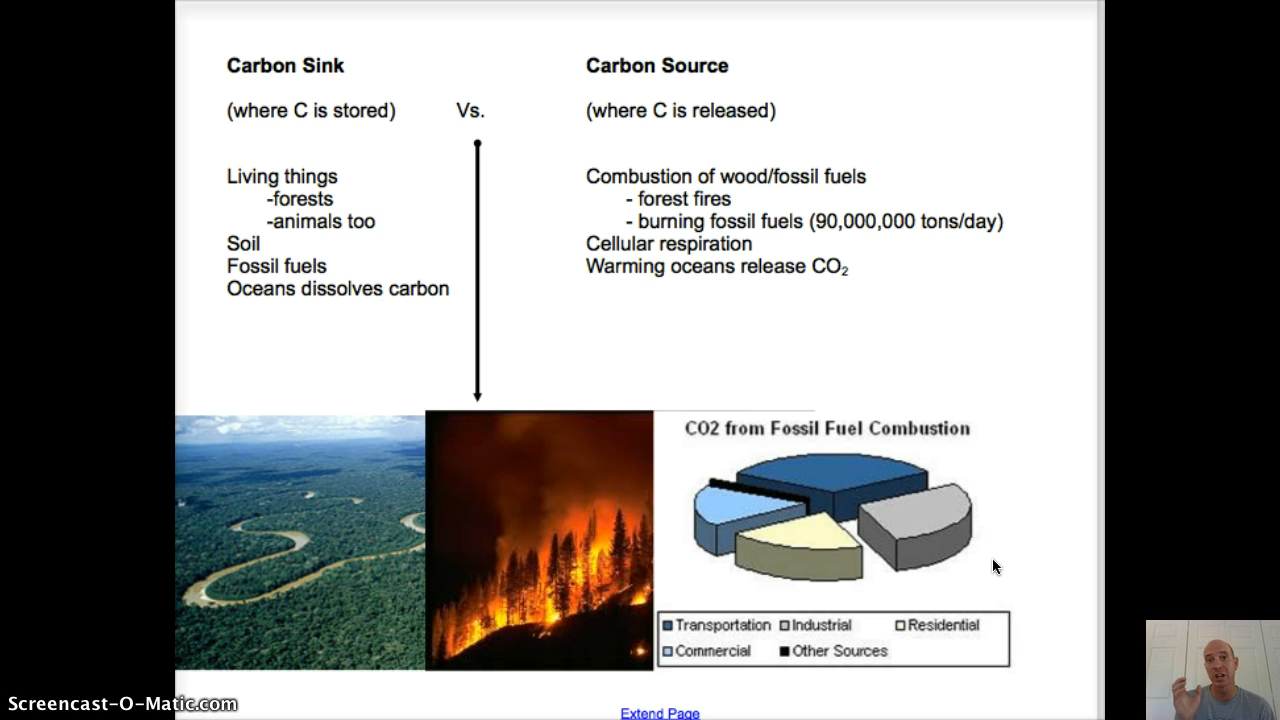 Carbon Sink
(where C is stored)
Vs.
Living things
-forests
-animals too
Soil
Fossil fuels
Oceans dissolves carbon
Carbon Source
(where C is released)
Combustion of wood/fossil fuels
- forest fires
- burning fossil fuels (90,000,000 tons/day)
Cellular respiration
Warming oceans release CO₂
CO2 from Fossil Fuel Combustion
Transportation Industrial Residential
Commercial Other Sources
Extend Page
Screencast-O-Matic.com